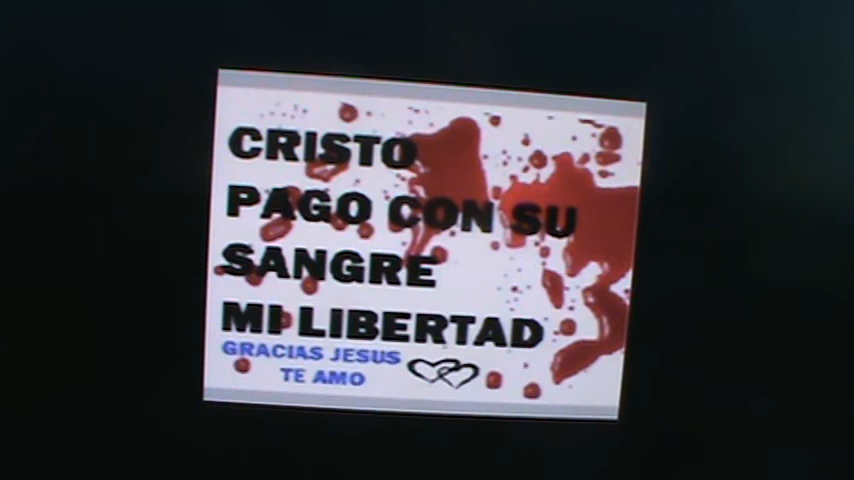 CRISTO
PAGO CON SU
SANGRE
MI LIBERTAD
GRACIAS JESUS
TE AMO